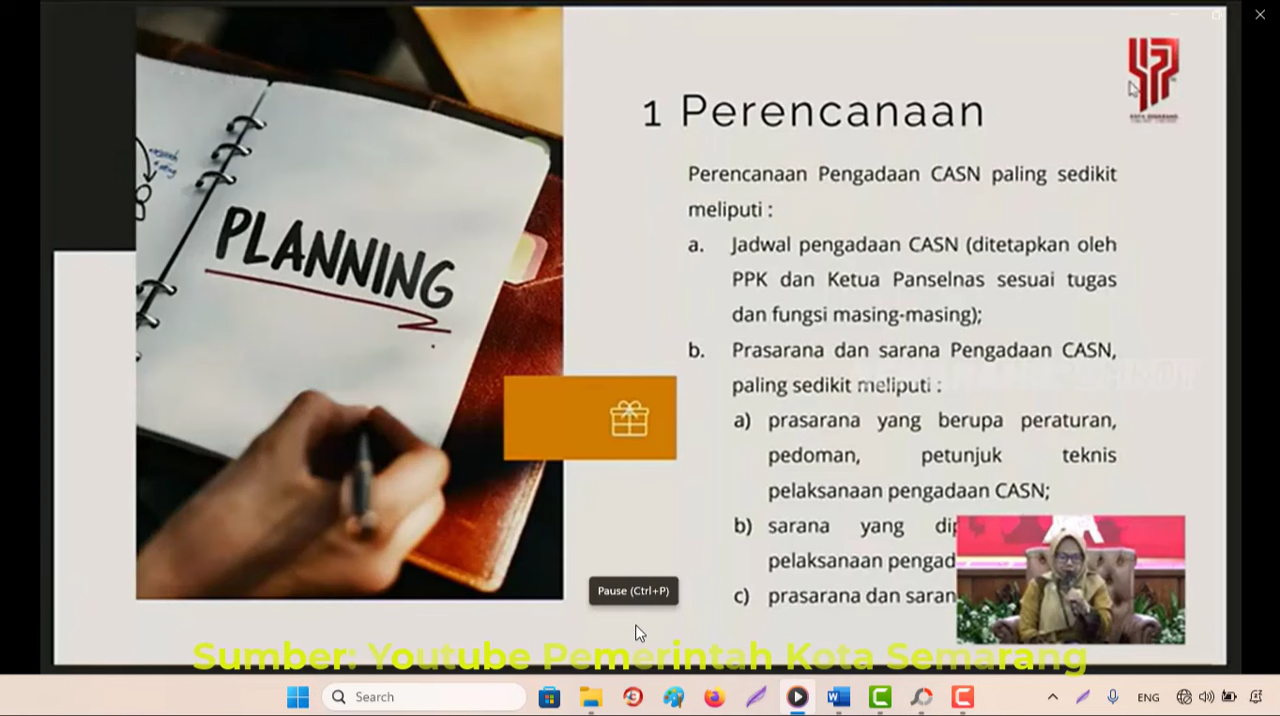 1 Perencanaan
Perencanaan Pengadaan CASN paling sedikit
meliputi :
a. Jadwal pengadaan CASN (ditetapkan oleh
PPK dan Ketua Panselnas sesuai tugas
dan fungsi masing-masing);
b. Prasarana dan sarana Pengadaan CASN,
paling sedikit meliputi :
a) prasarana yang berupa peraturan,
pedoman, petunjuk teknis
pelaksanaan pengadaan CASN;
b) sarana yang
pelaksanaan
c) prasarana dan
PLANNING
KOTA SEMARANG
Pause (Ctrl+P)
Sumber: Youtube Pemerintah Kota Semarang
Search
ENG